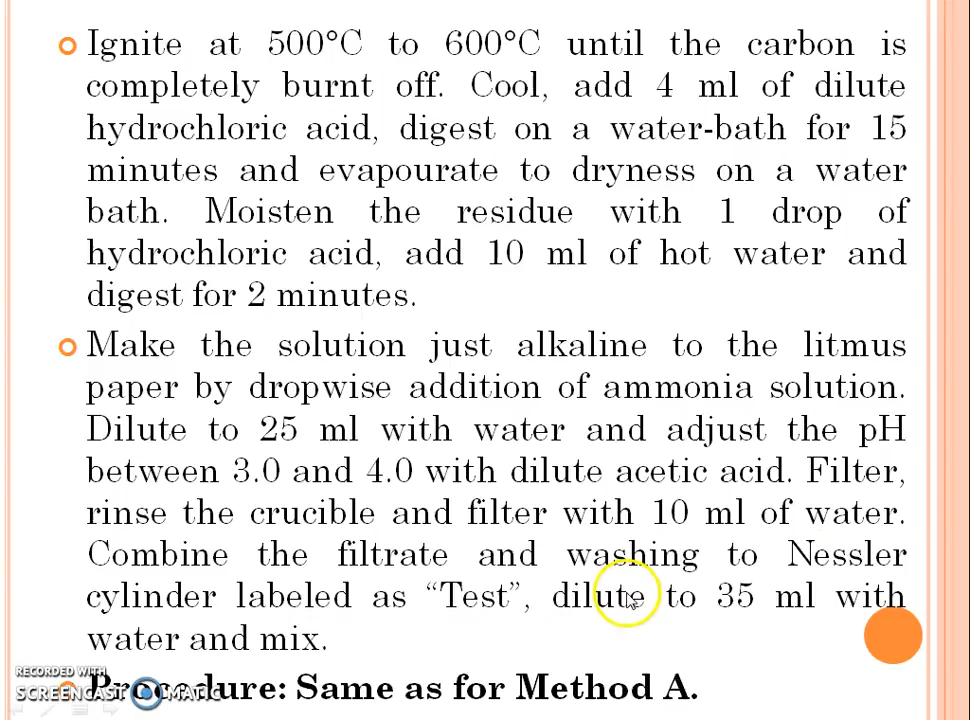 Ignite at 500°C to 600°C until the carbon is
completely burnt off. Cool, add 4 ml of dilute
hydrochloric acid, digest on a water-bath for 15
minutes and evapourate to dryness on a water
bath. Moisten the residue with 1 drop of
hydrochloric acid, add 10 ml of hot water and
digest for 2 minutes.
Make the solution just alkaline to the litmus
paper by dropwise addition of ammonia solution.
Dilute to 25 ml with water and adjust the pH
between 3.0 and 4.0 with dilute acetic acid. Filter,
rinse the crucible and filter with 10 ml of water.
Combine the filtrate and washing to Nessler
cylinder labeled as “Test”, dilute to 35 ml with
water and mix.
RECORDED WITH
SCREENCAST MATIC
Procedure: Same as for Method A.